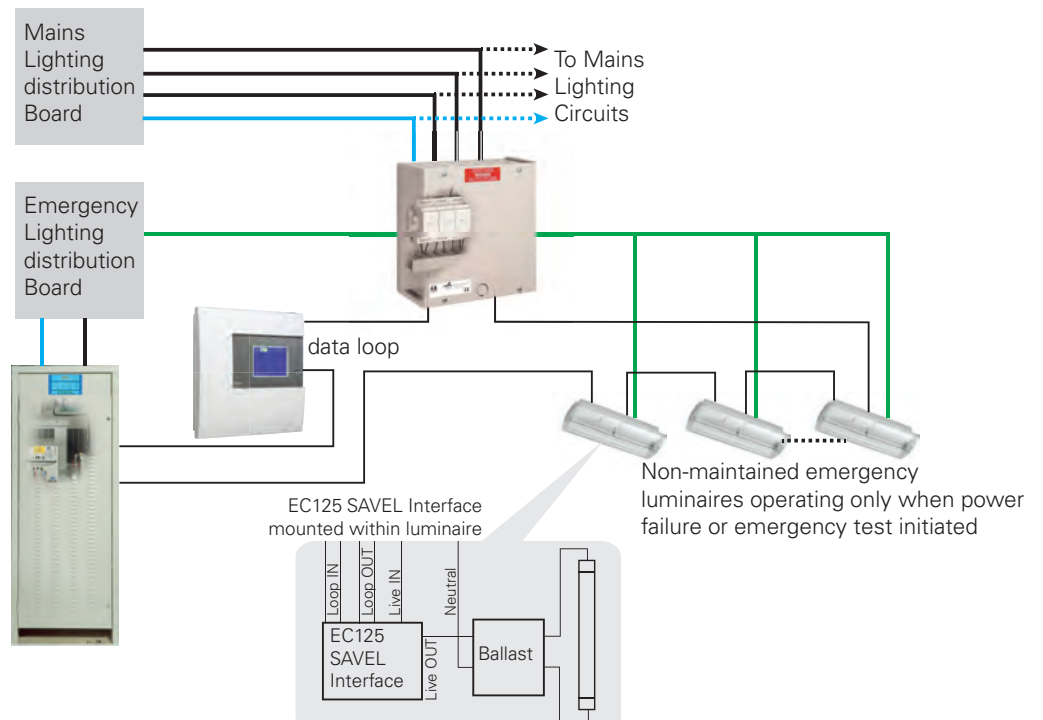 Mains
Lighting
distribution
Board
To Mains
Lighting
Circuits
Emergency
Lighting
distribution
Board
data loop
Non-maintained emergency
luminaires operating only when power
failure or emergency test initiated
EC125 SAVEL Interface
mounted within luminaire
Loop IN
Loop OUT
Live IN
Neutral
EC125
SAVEL
Interface
Live OUT
Ballast